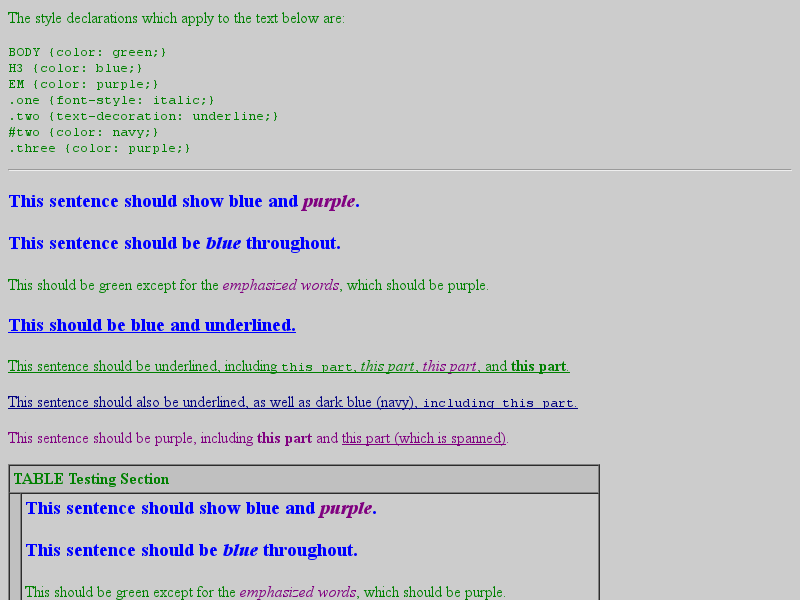 The style declarations which apply to the text below are:
BODY {color: green;}
H3 {color: blue;}
EM {color: purple;}
.one {font-style: italic;}
.two {text-decoration: underline;}
#two {color: navy;}
.three {color: purple;}
This sentence should show blue and purple.
This sentence should be blue throughout.
This should be green except for the emphasized words, which should be purple.
This should be blue and underlined.
This sentence should be underlined, including this part, this part, this part, and this part.
This sentence should also be underlined, as well as dark blue (navy), including this part.
This sentence should be purple, including this part and this part (which is spanned).
TABLE Testing Section
This sentence should show blue and purple.
This sentence should be blue throughout.
This should be green except for the emphasized words, which should be purple.